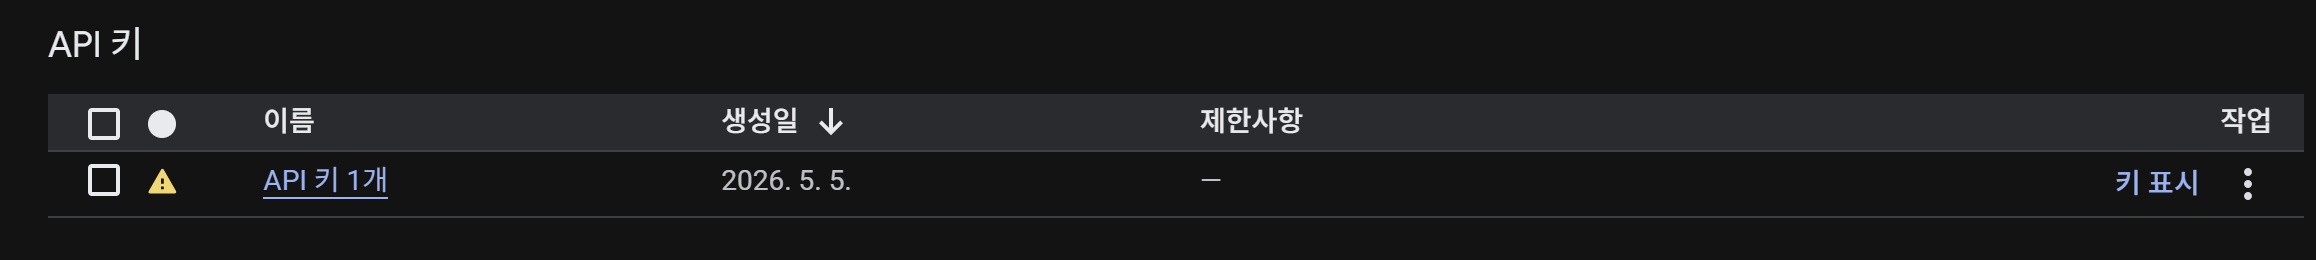 API 키
이름 생성일 제한사항 작업
API 키 1개 2026. 5. 5. — 키 표시